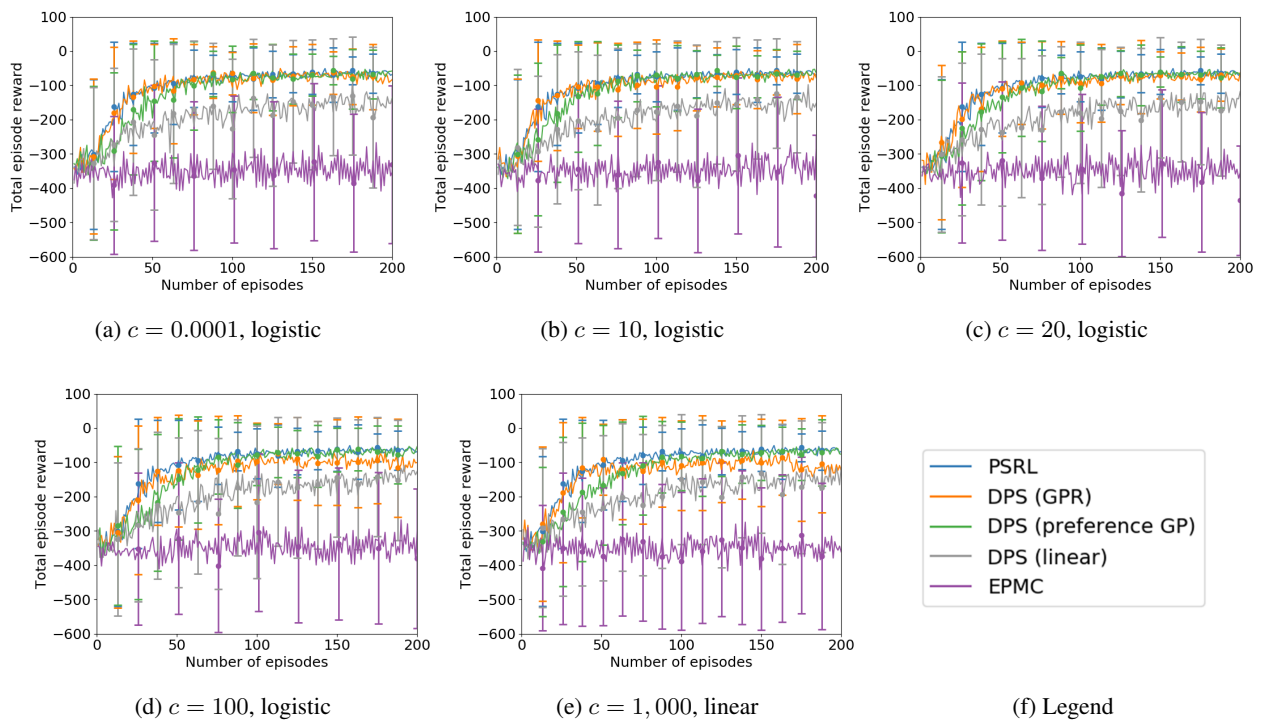 100
0
−100
−200
−300
−400
−500
−600
Total episode reward
0 50 100 150 200
Number of episodes
(a) c = 0.0001, logistic
100
0
−100
−200
−300
−400
−500
−600
Total episode reward
0 50 100 150 200
Number of episodes
(b) c = 10, logistic
100
0
−100
−200
−300
−400
−500
−600
Total episode reward
0 50 100 150 200
Number of episodes
(c) c = 20, logistic
100
0
−100
−200
−300
−400
−500
−600
Total episode reward
0 50 100 150 200
Number of episodes
(d) c = 100, logistic
100
0
−100
−200
−300
−400
−500
−600
Total episode reward
0 50 100 150 200
Number of episodes
(e) c = 1, 000, linear
PSRL
DPS (GPR)
DPS (preference GP)
DPS (linear)
EPMC
(f) Legend